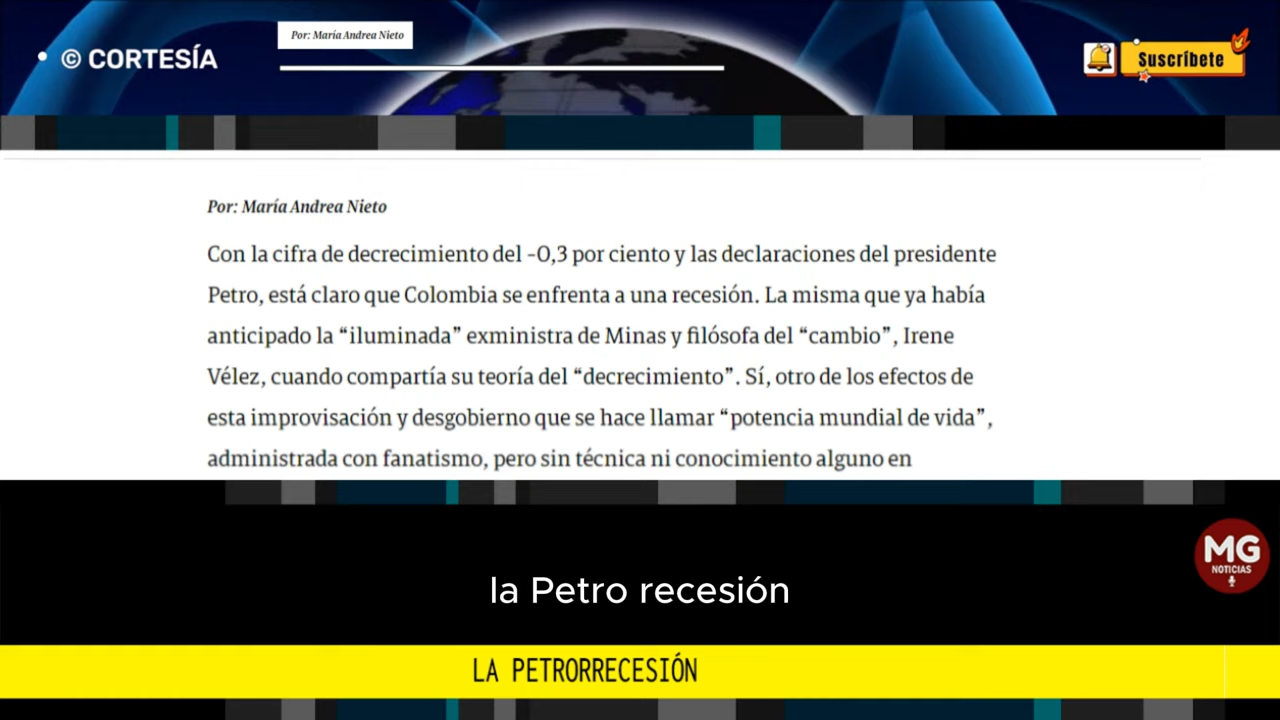 Por: María Andrea Nieto
© CORTESÍA
Suscríbete
Por: María Andrea Nieto
Con la cifra de decrecimiento del -0,3 por ciento y las declaraciones del presidente
Petro, está claro que Colombia se enfrenta a una recesión. La misma que ya había
anticipado la “iluminada” exministra de Minas y filósofa del “cambio”, Irene
Vélez, cuando compartía su teoría del “decrecimiento”. Sí, otro de los efectos de
esta improvisación y desgobierno que se hace llamar “potencia mundial de vida”,
administrada con fanatismo, pero sin técnica ni conocimiento alguno en
MG
NOTICIAS
la Petro recesión
LA PETRORRECESIÓN